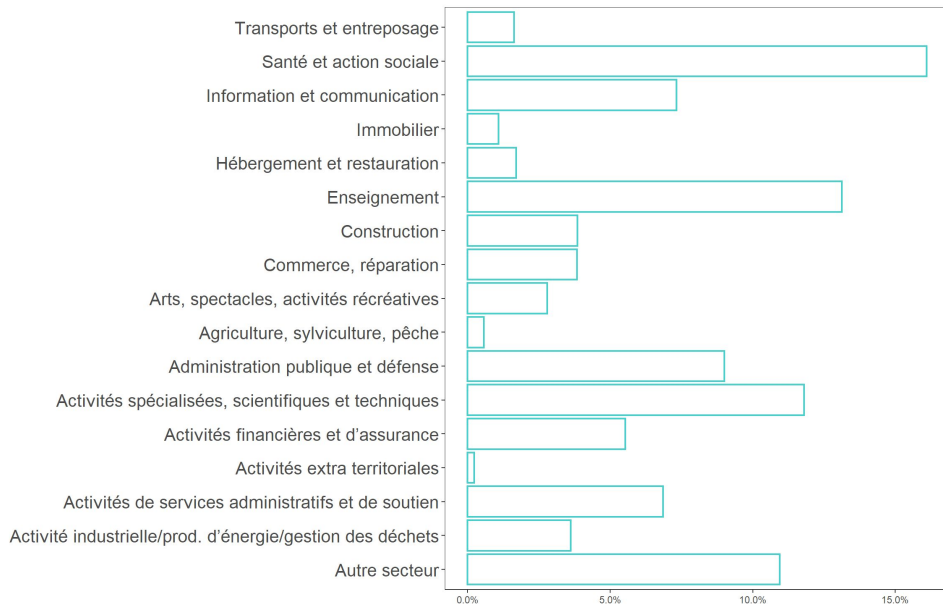 Transports et entreposage
Santé et action sociale
Information et communication
Immobilier
Hébergement et restauration
Enseignement
Construction
Commerce, réparation
Arts, spectacles, activités récréatives
Agriculture, sylviculture, pêche
Administration publique et défense
Activités spécialisées, scientifiques et techniques
Activités financières et d’assurance
Activités extra territoriales
Activités de services administratifs et de soutien
Activité industrielle/prod. d’énergie/gestion des déchets
Autre secteur
0.0% 5.0% 10.0% 15.0%